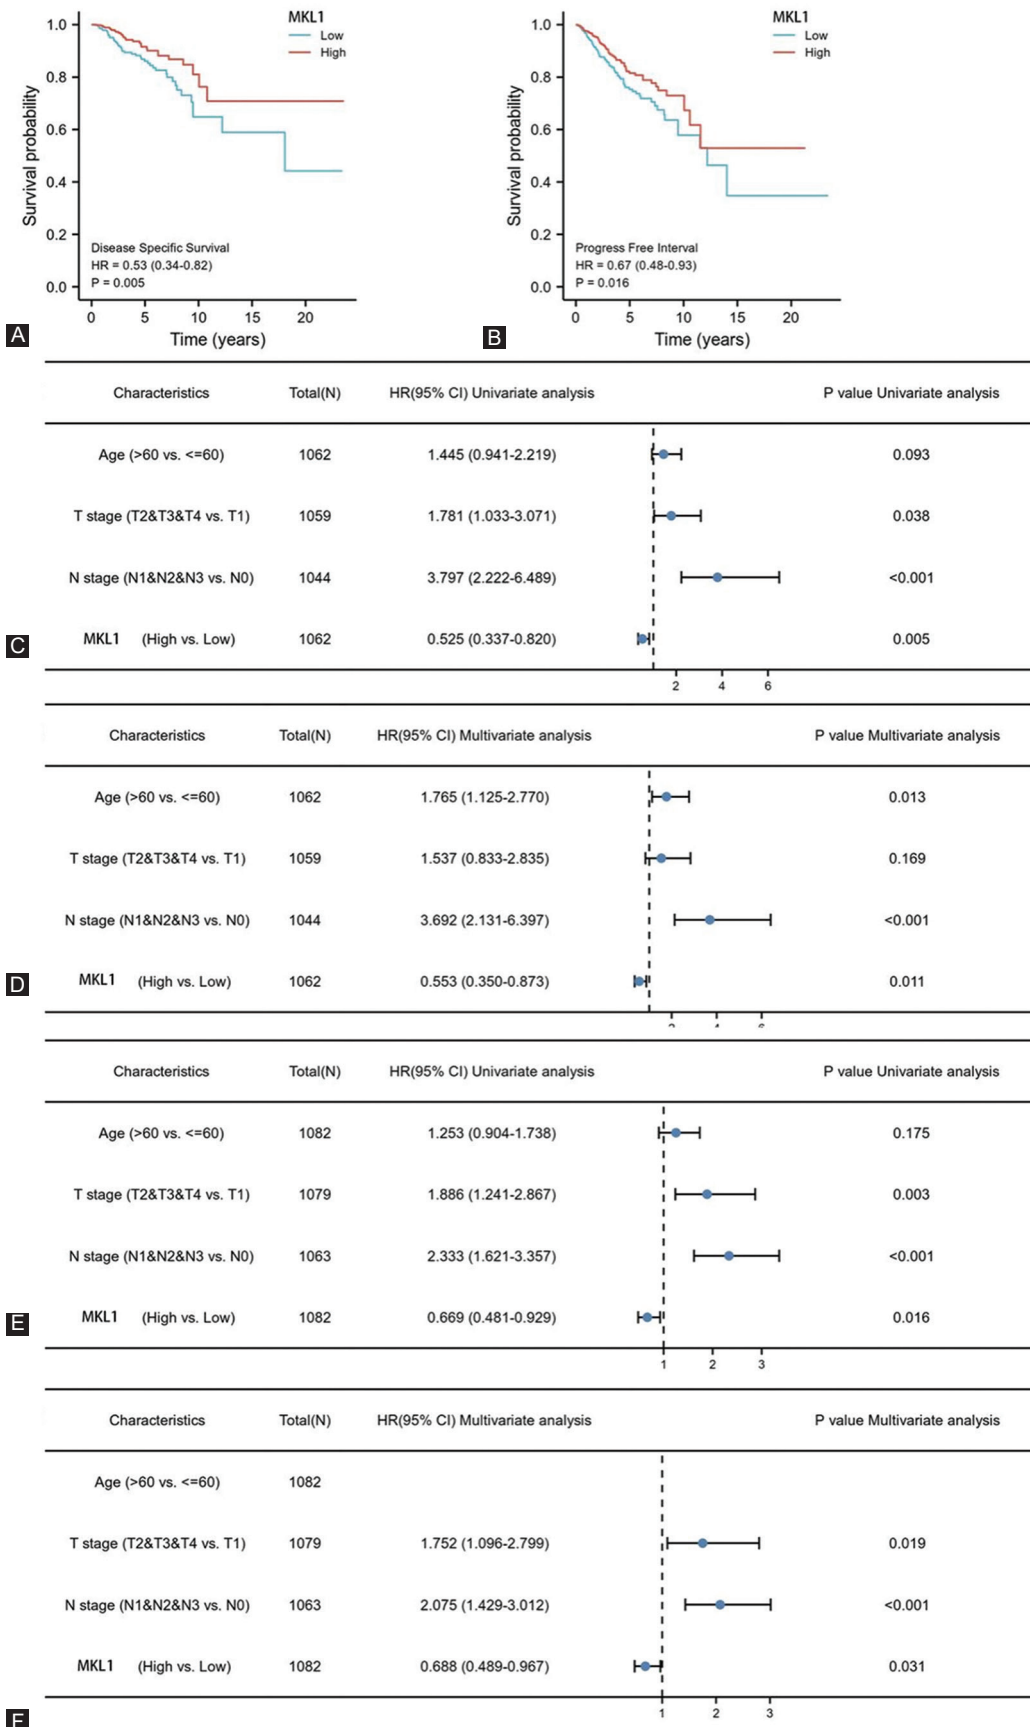 MKL1
Low
High
Survival probability
1.0
0.8
0.6
0.4
0.2
0.0
Disease Specific Survival
HR = 0.53 (0.34-0.82)
P = 0.005
0 5 10 15 20
Time (years)
A
MKL1
Low
High
Survival probability
1.0
0.8
0.6
0.4
0.2
0.0
Progress Free Interval
HR = 0.67 (0.48-0.93)
P = 0.016
0 5 10 15 20
Time (years)
B
Characteristics Total(N) HR(95% CI) Univariate analysis P value Univariate analysis
Age (>60 vs. <=60) 1062 1.445 (0.941-2.219) 0.093
T stage (T2&T3&T4 vs. T1) 1059 1.781 (1.033-3.071) 0.038
N stage (N1&N2&N3 vs. N0) 1044 3.797 (2.222-6.489) <0.001
MKL1 (High vs. Low) 1062 0.525 (0.337-0.820) 0.005
C
2 4 6
Characteristics Total(N) HR(95% CI) Multivariate analysis P value Multivariate analysis
Age (>60 vs. <=60) 1062 1.765 (1.125-2.770) 0.013
T stage (T2&T3&T4 vs. T1) 1059 1.537 (0.833-2.835) 0.169
N stage (N1&N2&N3 vs. N0) 1044 3.692 (2.131-6.397) <0.001
MKL1 (High vs. Low) 1062 0.553 (0.350-0.873) 0.011
D
Characteristics Total(N) HR(95% CI) Univariate analysis P value Univariate analysis
Age (>60 vs. <=60) 1082 1.253 (0.904-1.738) 0.175
T stage (T2&T3&T4 vs. T1) 1079 1.886 (1.241-2.867) 0.003
N stage (N1&N2&N3 vs. N0) 1063 2.333 (1.621-3.357) <0.001
MKL1 (High vs. Low) 1082 0.669 (0.481-0.929) 0.016
E
1 2 3
Characteristics Total(N) HR(95% CI) Multivariate analysis P value Multivariate analysis
Age (>60 vs. <=60) 1082
T stage (T2&T3&T4 vs. T1) 1079 1.752 (1.096-2.799) 0.019
N stage (N1&N2&N3 vs. N0) 1063 2.075 (1.429-3.012) <0.001
MKL1 (High vs. Low) 1082 0.688 (0.489-0.967) 0.031
1 2 3
F